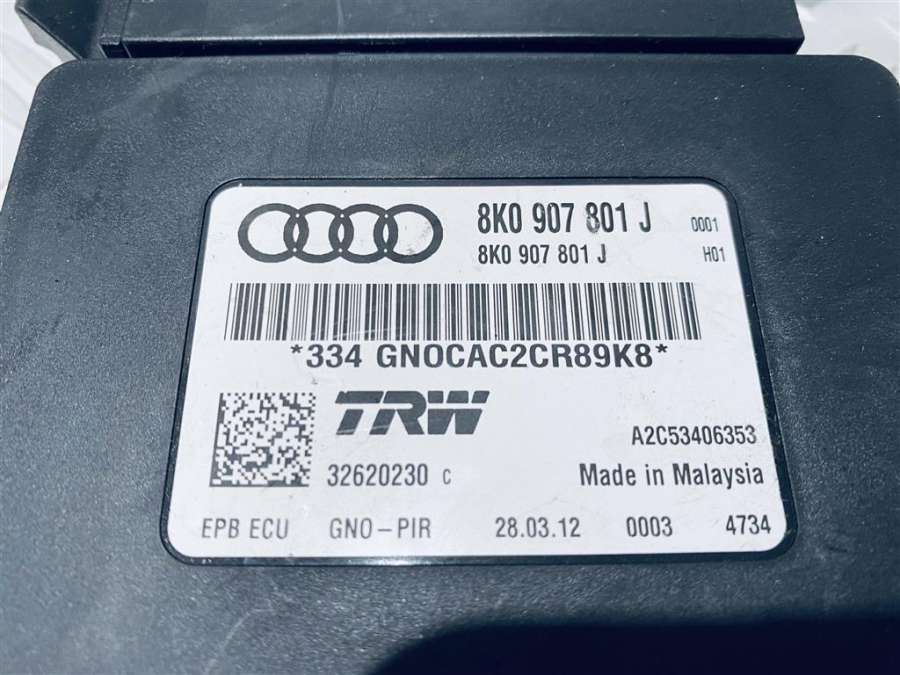 8K0 907 801 J 0001
8K0 907 801 J H01
*334 GNOCAC2CR89K8*
TRW
A2C53406353
32620230 C Made in Malaysia
EPB ECU GNO-PIR 28.03.12 0003 4734